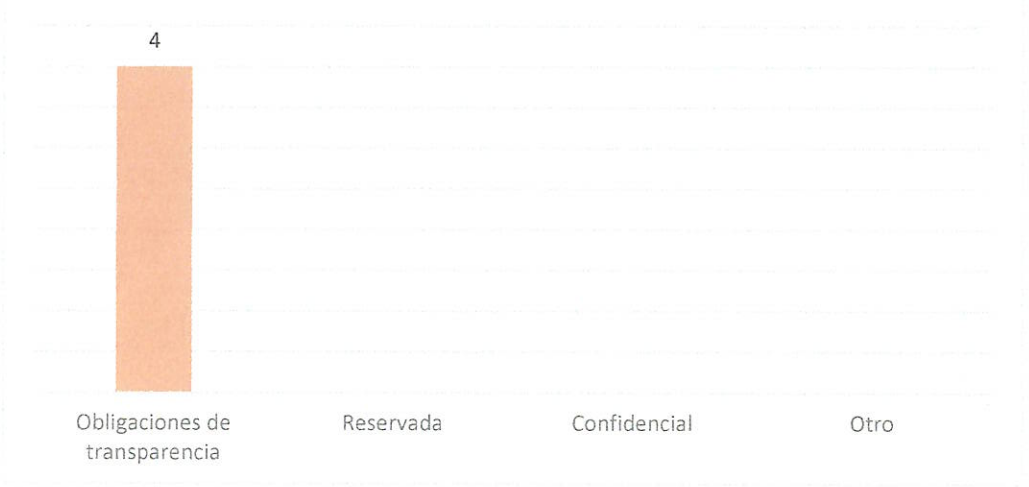 4
Obligaciones de
transparencia
Reservada
Confidencial
Otro